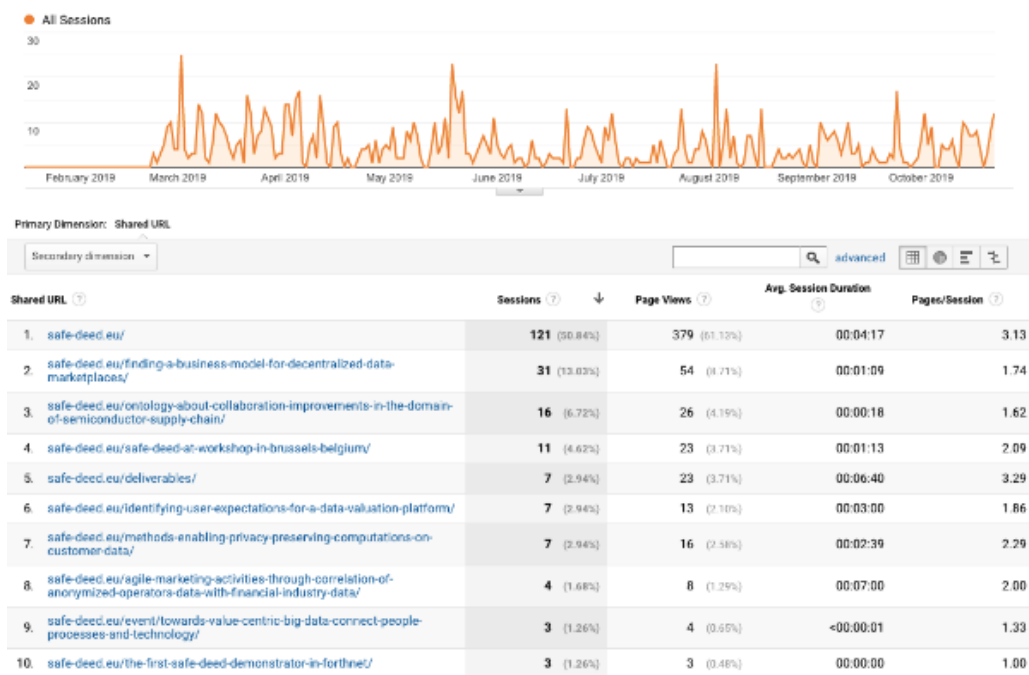 All Sessions
30
20
10
February 2019 March 2019 April 2019 May 2019 June 2019 July 2019 August 2019 September 2019 October 2019
Primary Dimension: Shared URL
Secondary dimension advanced
Shared URL Sessions Page Views Avg. Session Duration Pages/Session
1. safe-deed.eu/ 121 (50.84%) 379 (61.13%) 00:04:17 3.13
2. safe-deed.eu/finding-a-business-model-for-decentralized-data-
marketplaces/ 31 (13.03%) 54 (8.71%) 00:01:09 1.74
3. safe-deed.eu/ontology-about-collaboration-improvements-in-the-domain-
of-semiconductor-supply-chain/ 16 (6.72%) 26 (4.19%) 00:00:18 1.62
4. safe-deed.eu/safe-deed-at-workshop-in-brussels-belgium/ 11 (4.62%) 23 (3.71%) 00:01:13 2.09
5. safe-deed.eu/deliverables/ 7 (2.94%) 23 (3.71%) 00:06:40 3.29
6. safe-deed.eu/identifying-user-expectations-for-a-data-valuation-platform/ 7 (2.94%) 13 (2.10%) 00:03:00 1.86
7. safe-deed.eu/methods-enabling-privacy-preserving-computations-on-
customer-data/ 7 (2.94%) 16 (2.58%) 00:02:39 2.29
8. safe-deed.eu/agile-marketing-activities-through-correlation-of-
anonymized-operators-data-with-financial-industry-data/ 4 (1.68%) 8 (1.29%) 00:07:00 2.00
9. safe-deed.eu/event/towards-value-centric-big-data-connect-people-
processes-and-technology/ 3 (1.26%) 4 (0.65%) <00:00:01 1.33
10. safe-deed.eu/the-first-safe-deed-demonstrator-in-forthnet/ 3 (1.26%) 3 (0.48%) 00:00:00 1.00